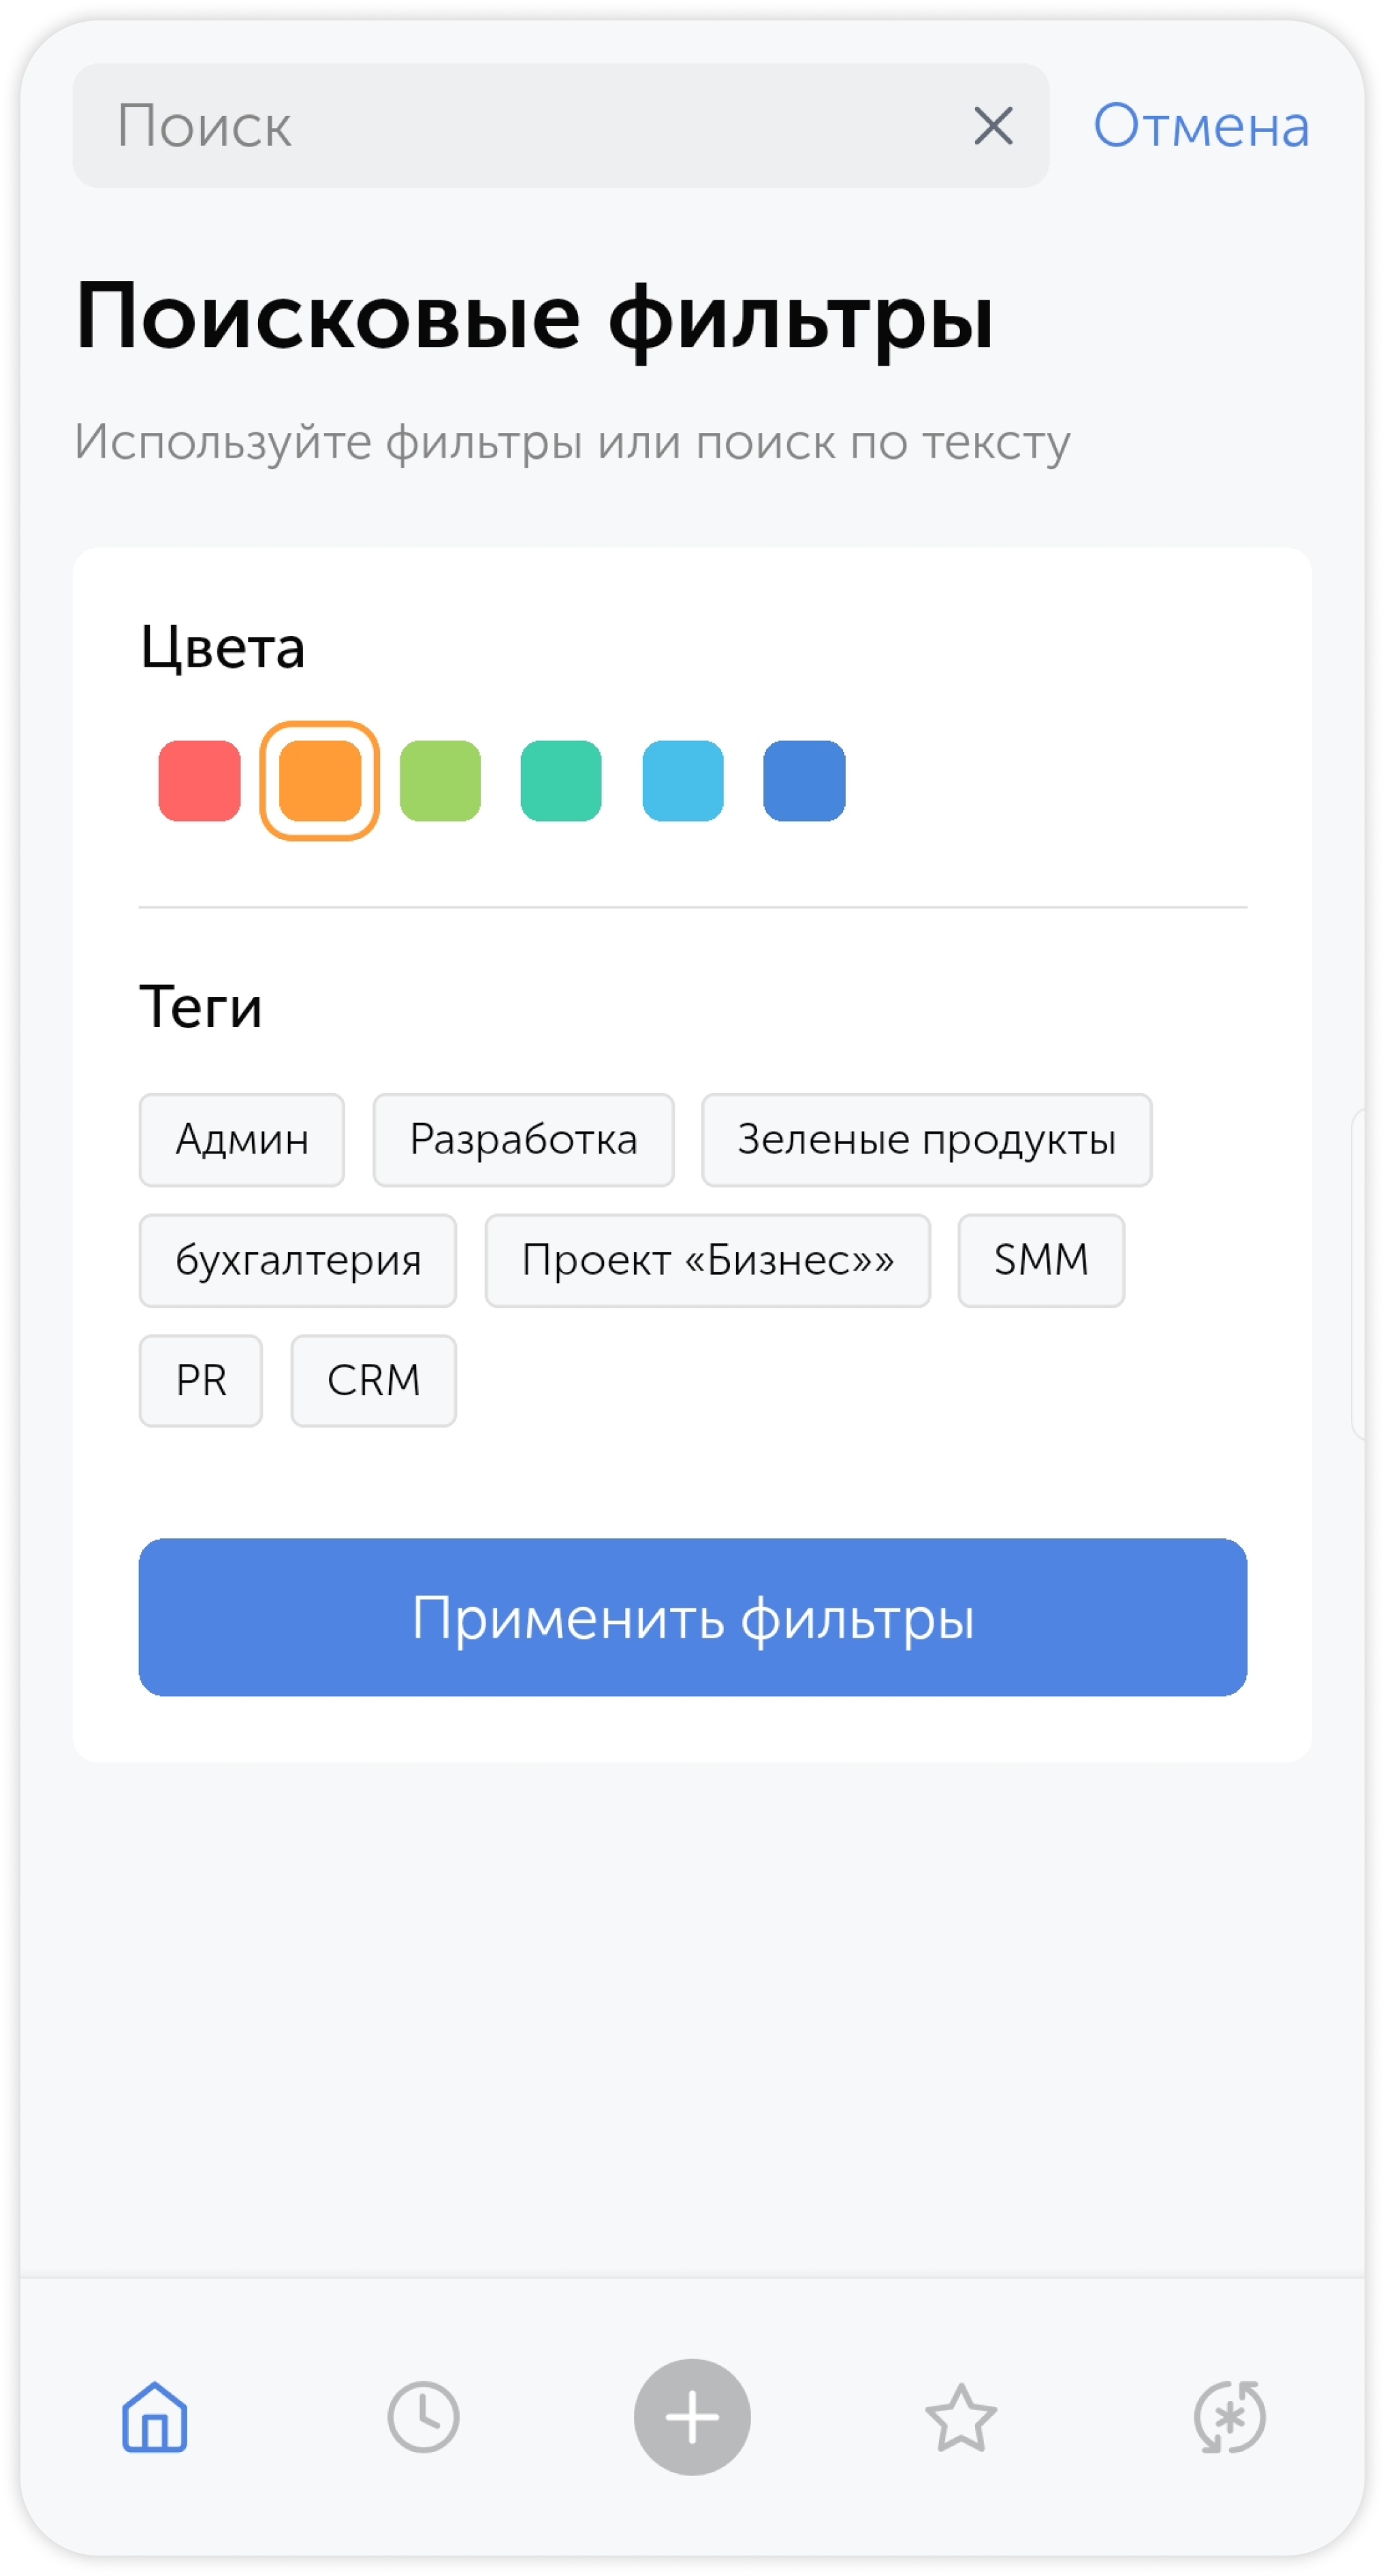 Поиск Отмена
Поисковые фильтры
Используйте фильтры или поиск по тексту
Цвета
Теги
Админ Разработка Зеленые продукты
бухгалтерия Проект «Бизнес»» SMM
PR CRM
Применить фильтры